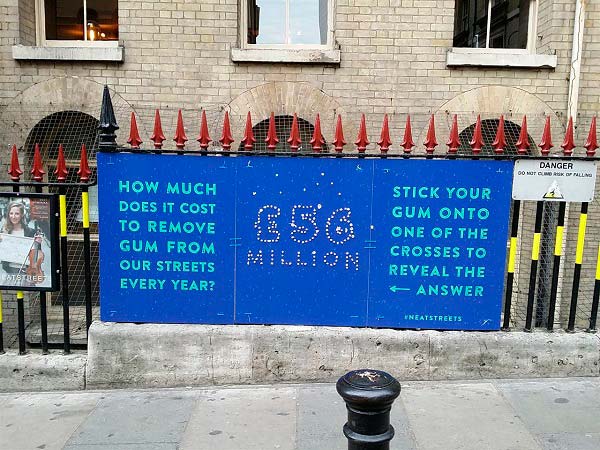 HOW MUCH
DOES IT COST
TO REMOVE
GUM FROM
OUR STREETS
EVERY YEAR?
£56
MILLION
STICK YOUR
GUM ONTO
ONE OF THE
CROSSES TO
REVEAL THE
← ANSWER
#NEATSTREETS
DANGER
DO NOT CLIMB RISK OF FALLING